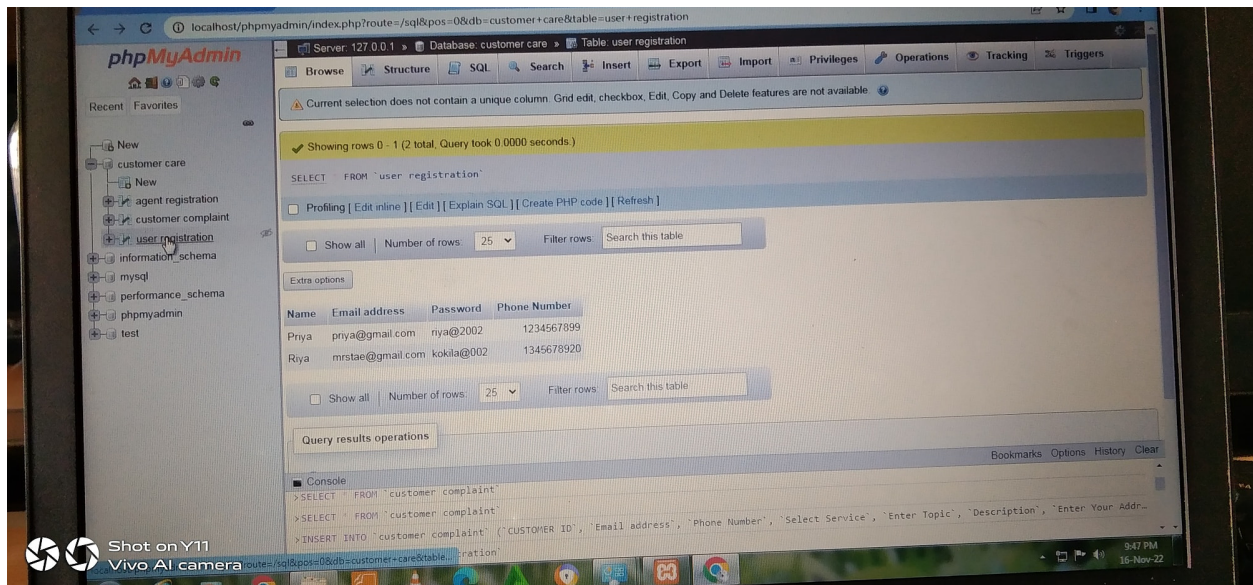 localhost/phpmyadmin/index.php?route=/sql&pos=0&db=customer+care&table=user+registration
phpMyAdmin
Recent Favorites
New
customer care
New
agent registration
customer complaint
user registration
information_schema
mysql
performance_schema
phpmyadmin
test
Server: 127.0.0.1 » Database: customer care » Table: user registration
Browse Structure SQL Search Insert Export Import Privileges Operations Tracking Triggers
Current selection does not contain a unique column. Grid edit, checkbox, Edit, Copy and Delete features are not available
Showing rows 0 - 1 (2 total, Query took 0.0000 seconds.)
SELECT * FROM `user registration`
Profiling [ Edit inline ] [ Edit ] [ Explain SQL ] [ Create PHP code ] [ Refresh ]
Show all Number of rows: 25 Filter rows: Search this table
Extra options
Name Email address Password Phone Number
Priya priya@gmail.com riya@2002 1234567899
Riya mrstae@gmail.com kokila@002 1345678920
Show all Number of rows: 25 Filter rows: Search this table
Query results operations
Bookmarks Options History Clear
Console
>SELECT * FROM `customer complaint`
>SELECT * FROM `customer complaint`
>INSERT INTO `customer complaint` (`CUSTOMER ID`, `Email address`, `Phone Number`, `Select Service`, `Enter Topic`, `Description`, `Enter Your Addr...
route=/sql&pos=0&db=customer+care&table...
ration`
9:47 PM
16-Nov-22
Shot on Y11
Vivo AI camera